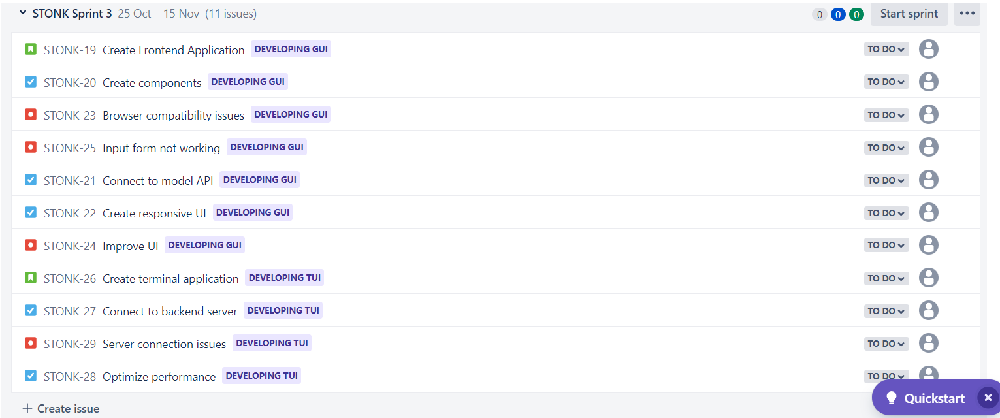 STONK Sprint 3 25 Oct – 15 Nov (11 issues) 0 0 0 Start sprint
STONK-19 Create Frontend Application DEVELOPING GUI TO DO
STONK-20 Create components DEVELOPING GUI TO DO
STONK-23 Browser compatibility issues DEVELOPING GUI TO DO
STONK-25 Input form not working DEVELOPING GUI TO DO
STONK-21 Connect to model API DEVELOPING GUI TO DO
STONK-22 Create responsive UI DEVELOPING GUI TO DO
STONK-24 Improve UI DEVELOPING GUI TO DO
STONK-26 Create terminal application DEVELOPING TUI TO DO
STONK-27 Connect to backend server DEVELOPING TUI TO DO
STONK-29 Server connection issues DEVELOPING TUI TO DO
STONK-28 Optimize performance DEVELOPING TUI TO DO
Quickstart
+ Create issue